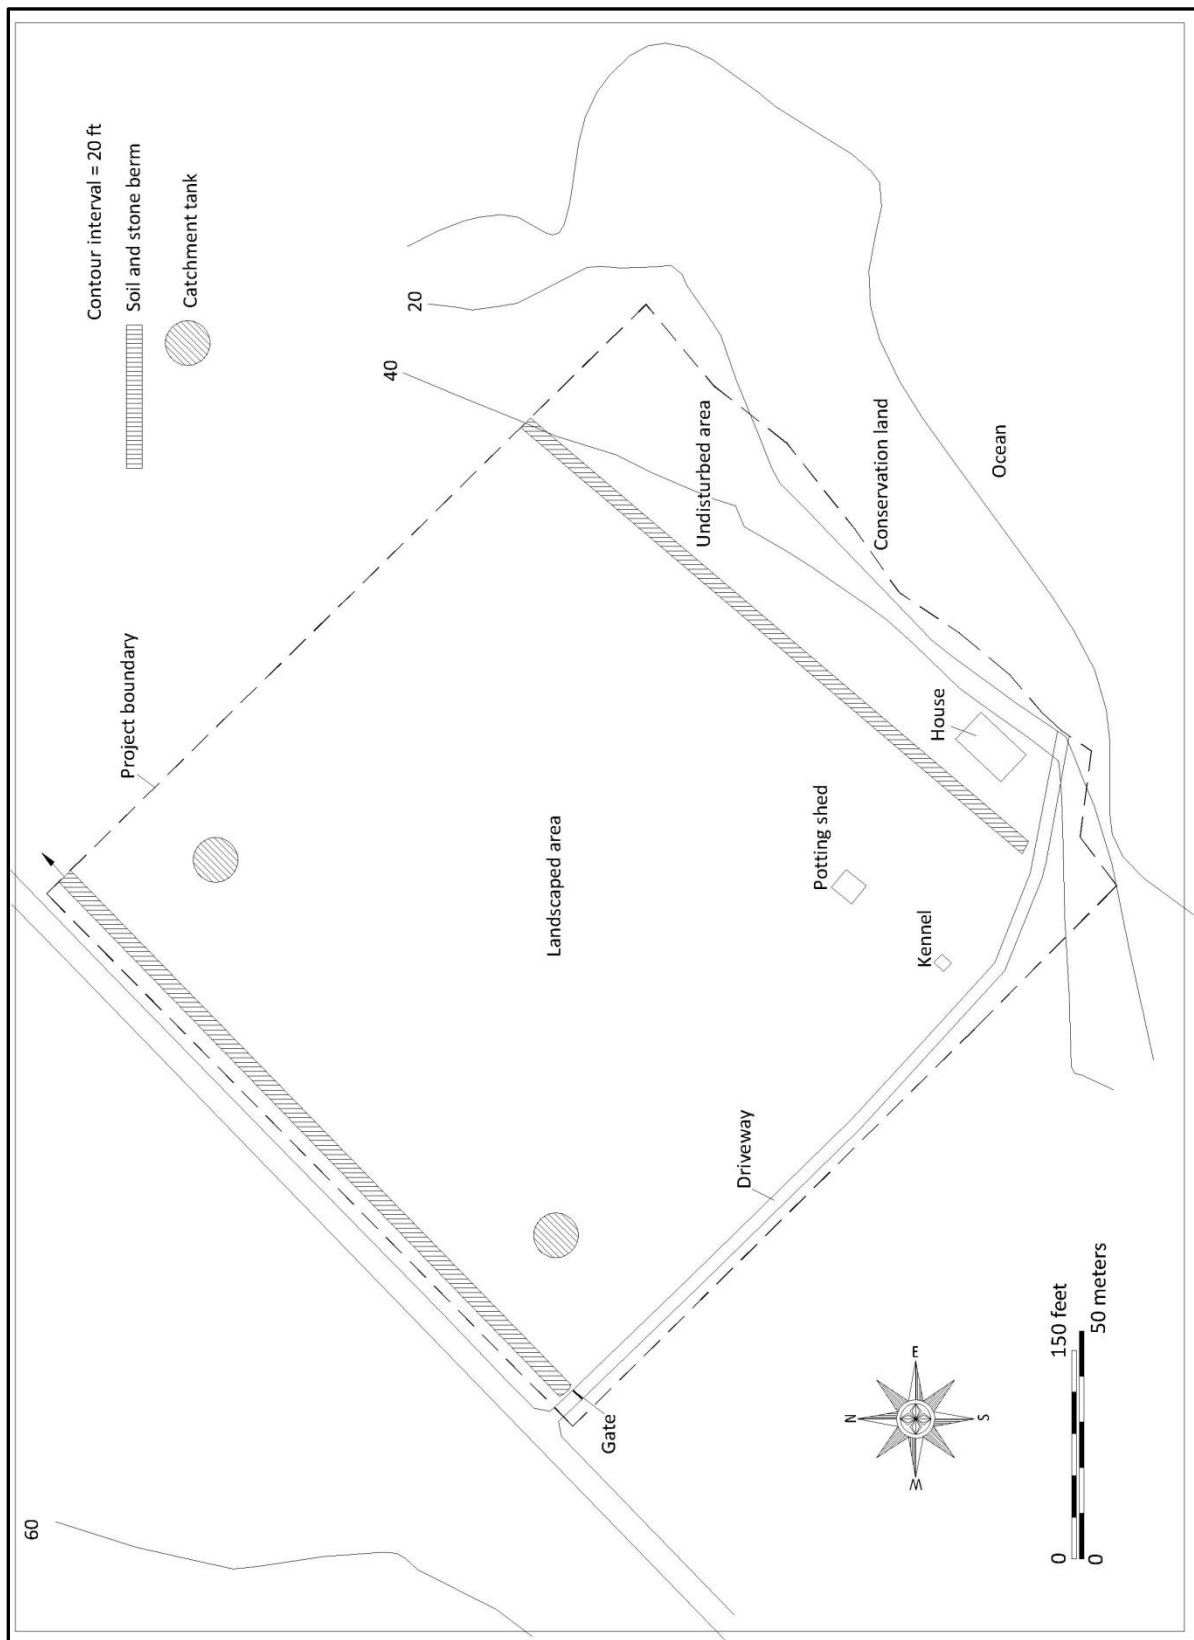 Contour interval = 20 ft
Soil and stone berm
Catchment tank
60
Project boundary
40
20
Landscaped area
Undisturbed area
Conservation land
Ocean
Potting shed
House
Kennel
Driveway
Gate
N
E
S
W
0
150 feet
0
50 meters